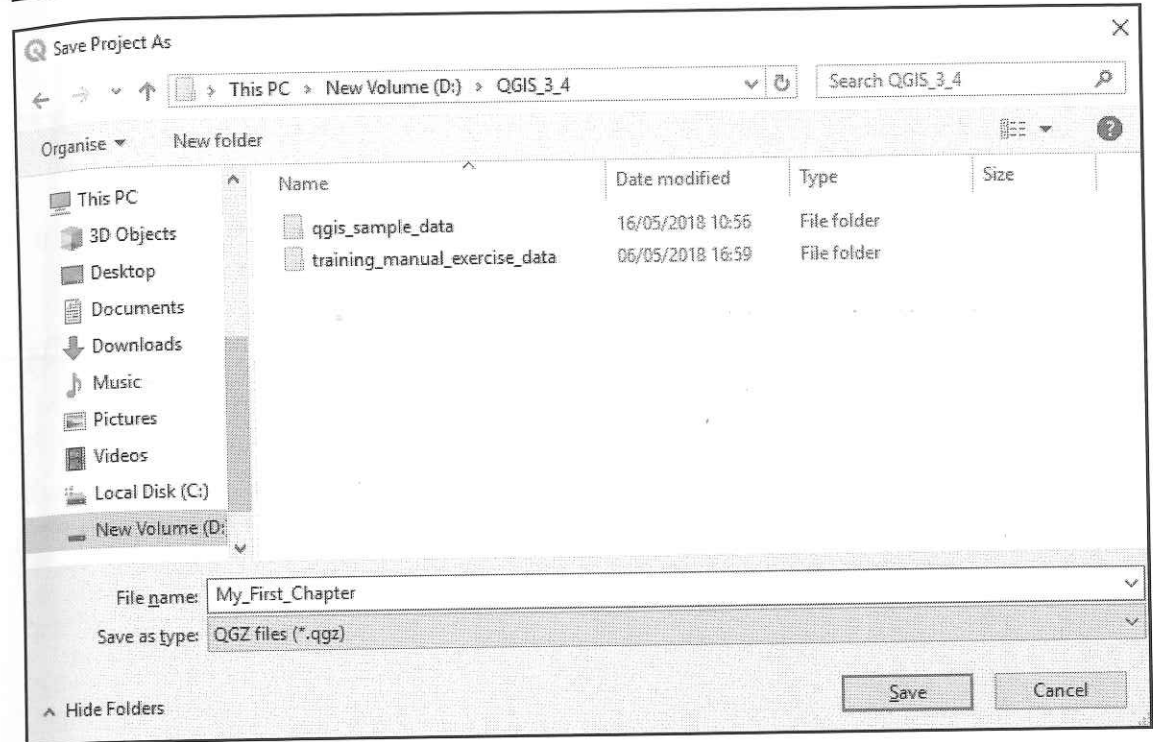 Save Project As
This PC > New Volume (D:) > QGIS_3_4
Search QGIS_3_4
Organise
New folder
Name
Date modified
Type
Size
This PC
3D Objects
Desktop
Documents
Downloads
Music
Pictures
Videos
Local Disk (C:)
New Volume (D:
qgis_sample_data 16/05/2018 10:56 File folder
training_manual_exercise_data 06/05/2018 16:59 File folder
File name: My_First_Chapter
Save as type: QGZ files (*.qgz)
Hide Folders
Save
Cancel